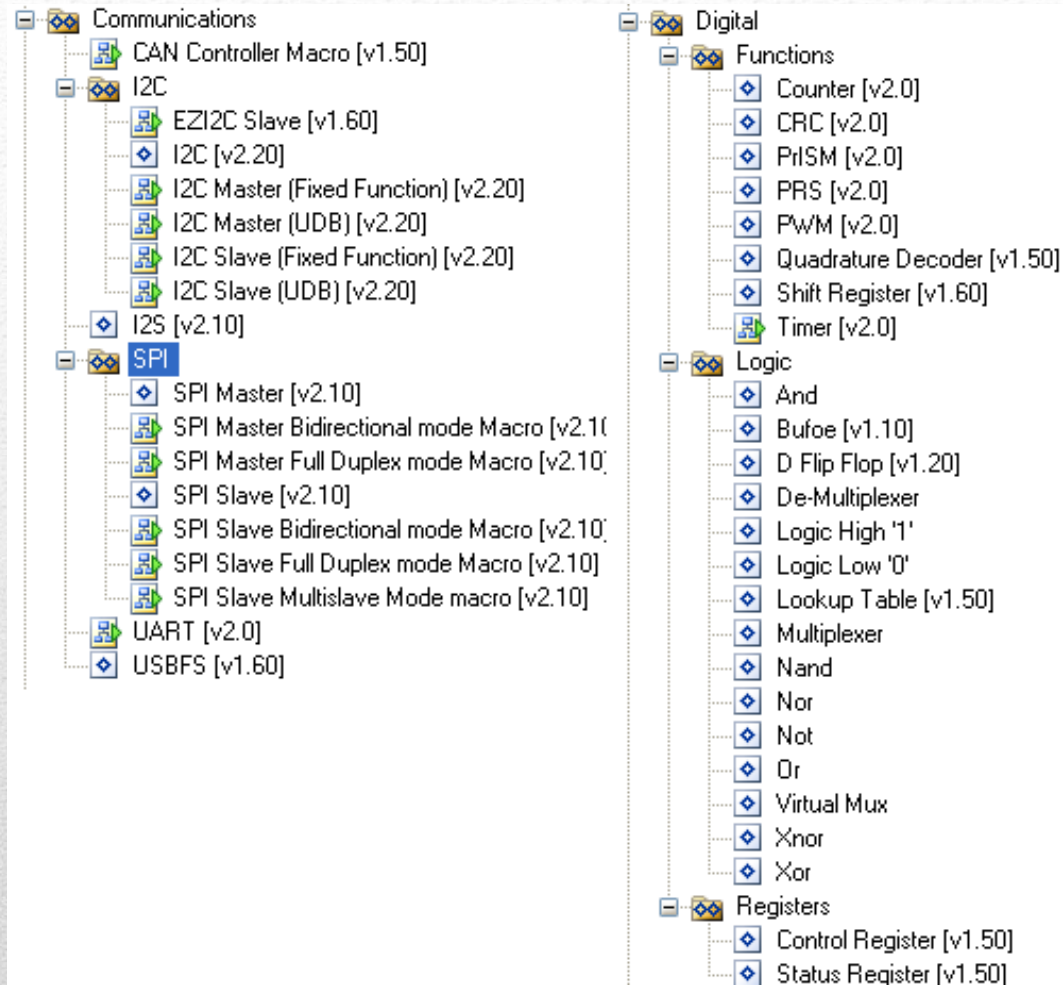 Communications
CAN Controller Macro [v1.50]
I2C
EZI2C Slave [v1.60]
I2C [v2.20]
I2C Master (Fixed Function) [v2.20]
I2C Master (UDB) [v2.20]
I2C Slave (Fixed Function) [v2.20]
I2C Slave (UDB) [v2.20]
I2S [v2.10]
SPI
SPI Master [v2.10]
SPI Master Bidirectional mode Macro [v2.1(
SPI Master Full Duplex mode Macro [v2.10]
SPI Slave [v2.10]
SPI Slave Bidirectional mode Macro [v2.10]
SPI Slave Full Duplex mode Macro [v2.10]
SPI Slave Multislave Mode macro [v2.10]
UART [v2.0]
USBFS [v1.60]
Digital
Functions
Counter [v2.0]
CRC [v2.0]
PrISM [v2.0]
PRS [v2.0]
PWM [v2.0]
Quadrature Decoder [v1.50]
Shift Register [v1.60]
Timer [v2.0]
Logic
And
Bufoe [v1.10]
D Flip Flop [v1.20]
De-Multiplexer
Logic High '1'
Logic Low '0'
Lookup Table [v1.50]
Multiplexer
Nand
Nor
Not
Or
Virtual Mux
Xnor
Xor
Registers
Control Register [v1.50]
Status Register [v1.50]